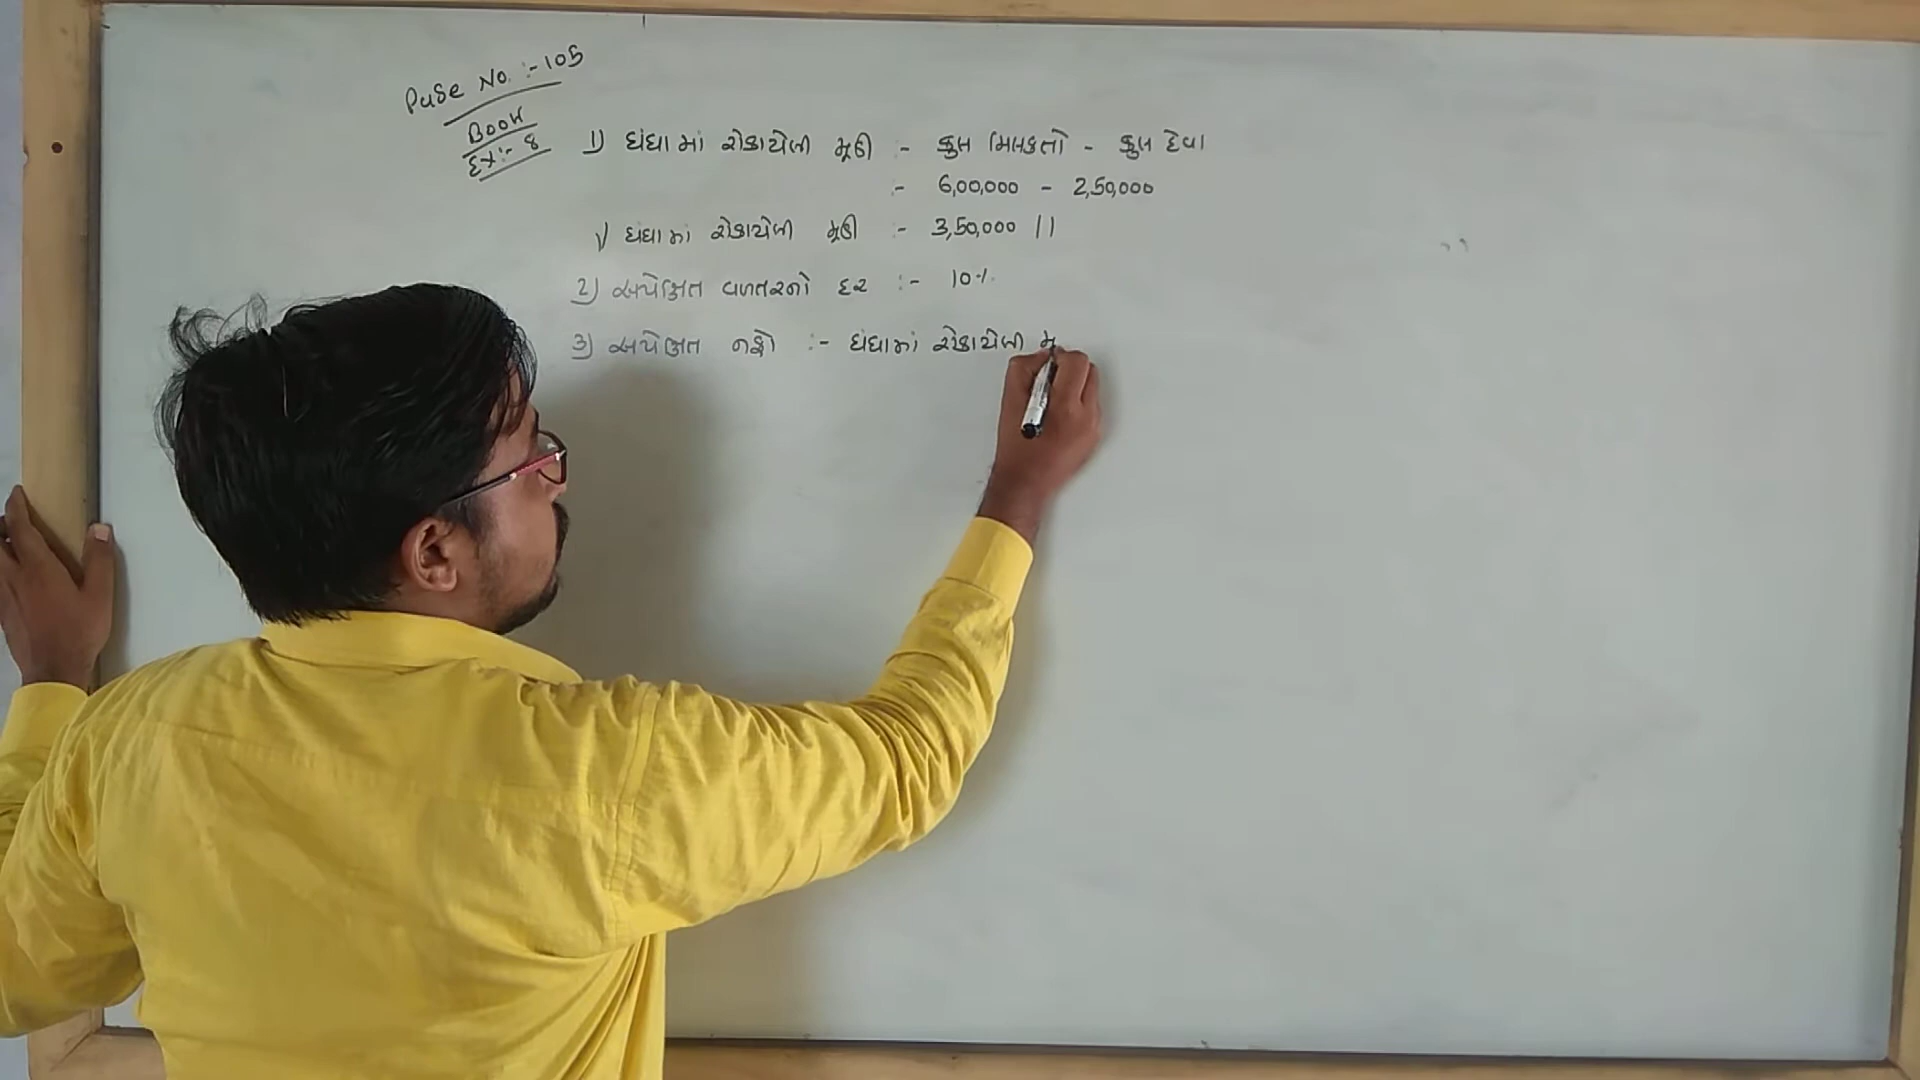 Page No. :- 105
Book
Ex :- 8
1) ધંધામાં રોકાયેલી મૂડી :- કુલ મિલકતો - કુલ દેવા
:- 6,00,000 - 2,50,000
ધંધામાં રોકાયેલી મૂડી :- 3,50,000 //
2) અપેક્ષિત વળતરનો દર :- 10%
3) અપેક્ષિત નફો :- ધંધામાં રોકાયેલી મૂ